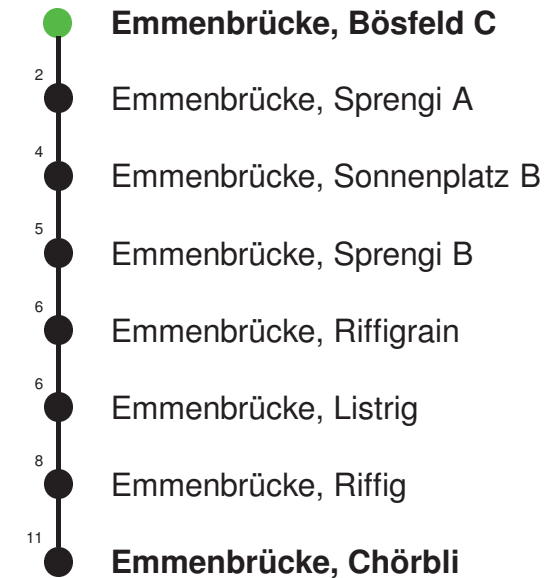 Emmenbrücke, Bösfeld C
2 Emmenbrücke, Sprengi A
4 Emmenbrücke, Sonnenplatz B
5 Emmenbrücke, Sprengi B
6 Emmenbrücke, Riffigrain
6 Emmenbrücke, Listrig
8 Emmenbrücke, Riffig
11 Emmenbrücke, Chörbli